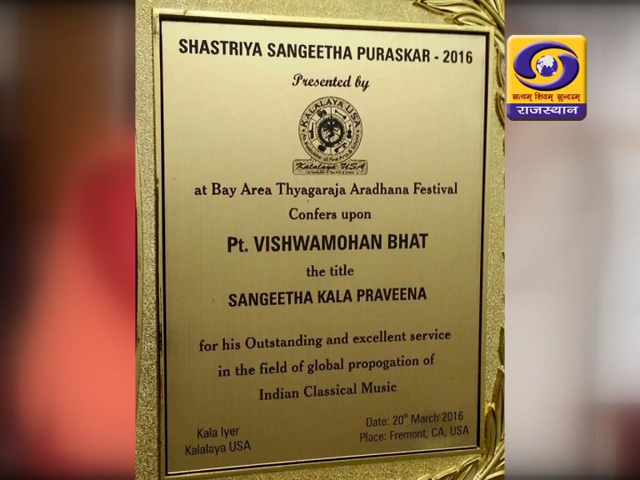 SHASTRIYA SANGEETHA PURASKAR - 2016
Presented by
KALALAYA USA
Kalalaya USA
at Bay Area Thyagaraja Aradhana Festival
Confers upon
Pt. VISHWAMOHAN BHAT
the title
SANGEETHA KALA PRAVEENA
for his Outstanding and excellent service
in the field of global propogation of
Indian Classical Music
Kala Iyer
Kalalaya USA
Date: 20th March 2016
Place: Fremont, CA, USA
सत्यम् शिवम् सुन्दरम्
राजस्थान